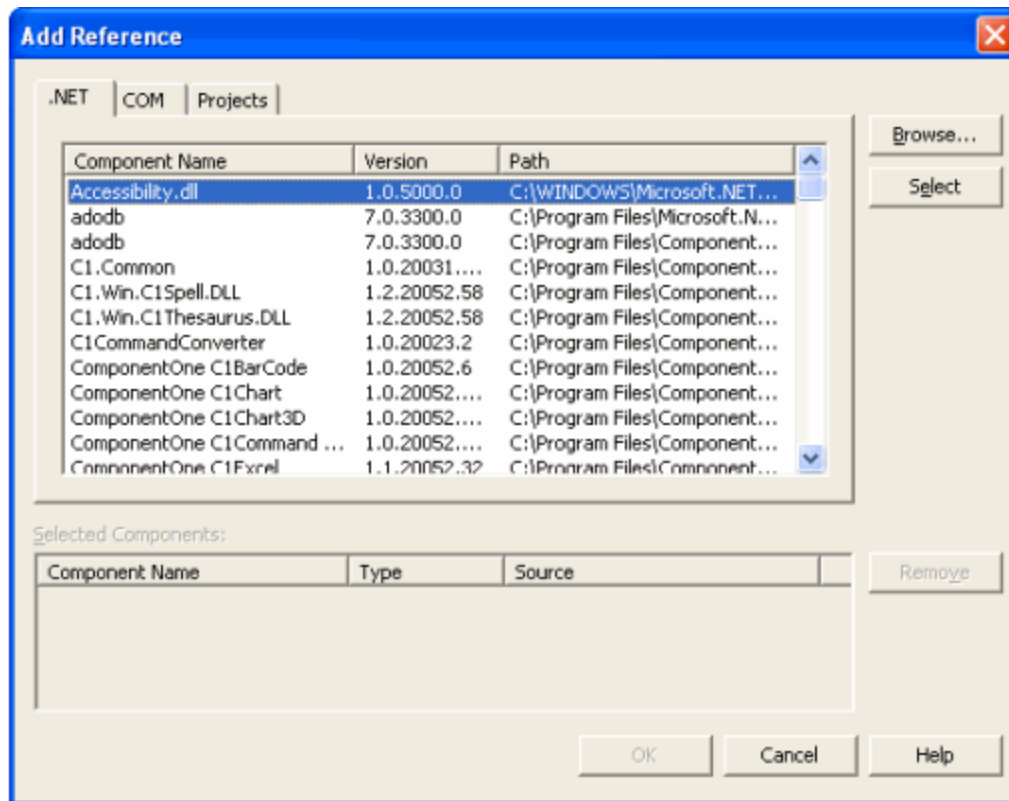 Add Reference
.NET COM Projects
Browse...
Select
Component Name Version Path
Accessibility.dll 1.0.5000.0 C:\WINDOWS\Microsoft.NET...
adodb 7.0.3300.0 C:\Program Files\Microsoft.N...
adodb 7.0.3300.0 C:\Program Files\Component...
C1.Common 1.0.20031.... C:\Program Files\Component...
C1.Win.C1Spell.DLL 1.2.20052.58 C:\Program Files\Component...
C1.Win.C1Thesaurus.DLL 1.2.20052.58 C:\Program Files\Component...
C1CommandConverter 1.0.20023.2 C:\Program Files\Component...
ComponentOne C1BarCode 1.0.20052.6 C:\Program Files\Component...
ComponentOne C1Chart 1.0.20052.... C:\Program Files\Component...
ComponentOne C1Chart3D 1.0.20052.... C:\Program Files\Component...
ComponentOne C1Command ... 1.0.20052.... C:\Program Files\Component...
ComponentOne C1Excel 1.1.20052.32 C:\Program Files\Component...
Selected Components:
Component Name Type Source
Remove
OK Cancel Help